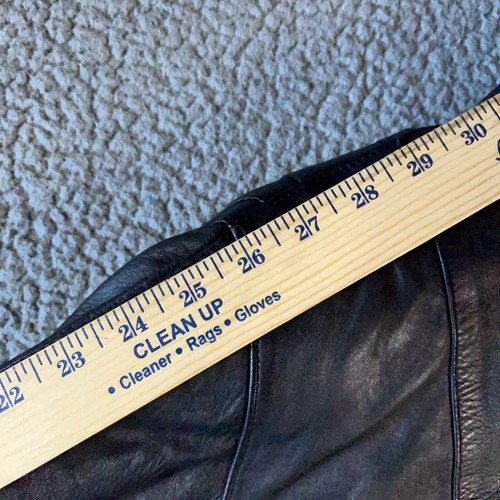 22 23 24 25 26 27 28 29 30
CLEAN UP
• Cleaner • Rags • Gloves